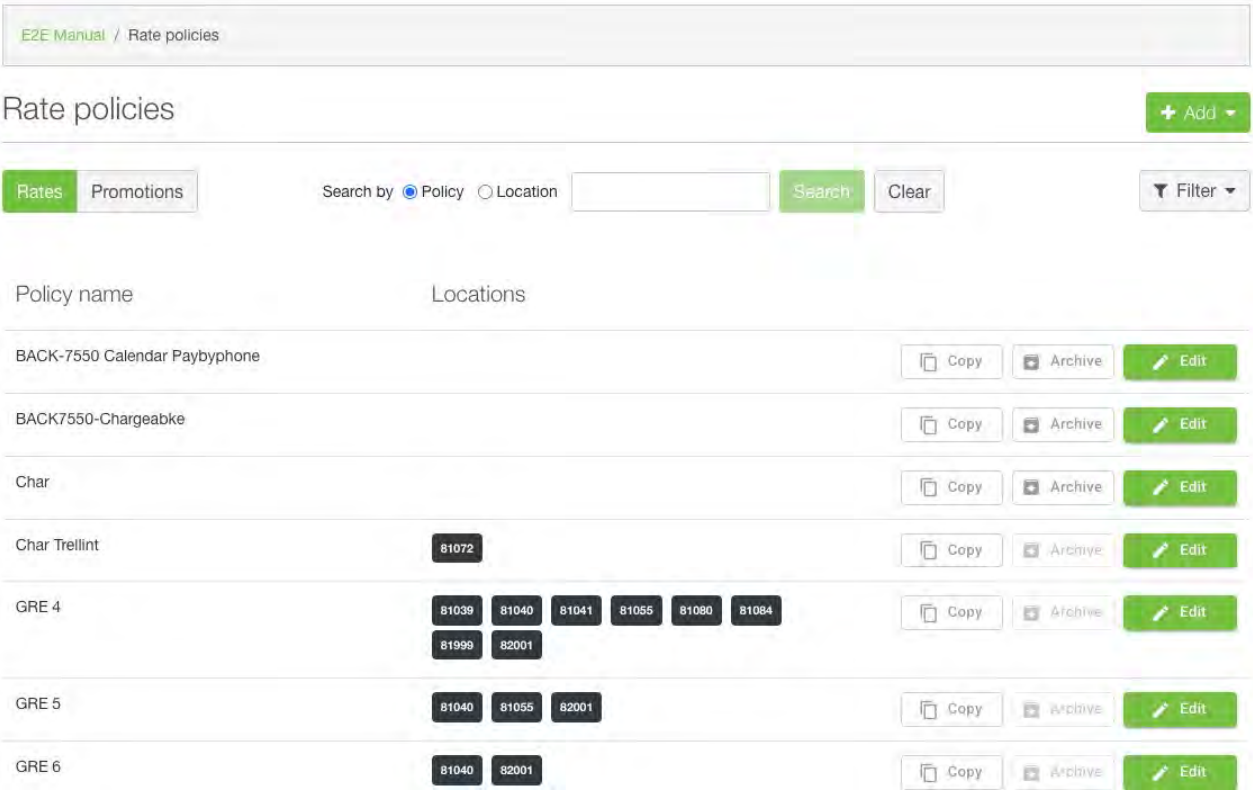 E2E Manual / Rate policies
Rate policies
+ Add
Rates Promotions Search by Policy Location Search Clear Filter
Policy name Locations
BACK-7550 Calendar Paybyphone Copy Archive Edit
BACK7550-Chargeabke Copy Archive Edit
Char Copy Archive Edit
Char Trellint 81072 Copy Archive Edit
GRE 4 81039 81040 81041 81055 81080 81084 Copy Archive Edit
81999 82001
GRE 5 81040 81055 82001 Copy Archive Edit
GRE 6 81040 82001 Copy Archive Edit